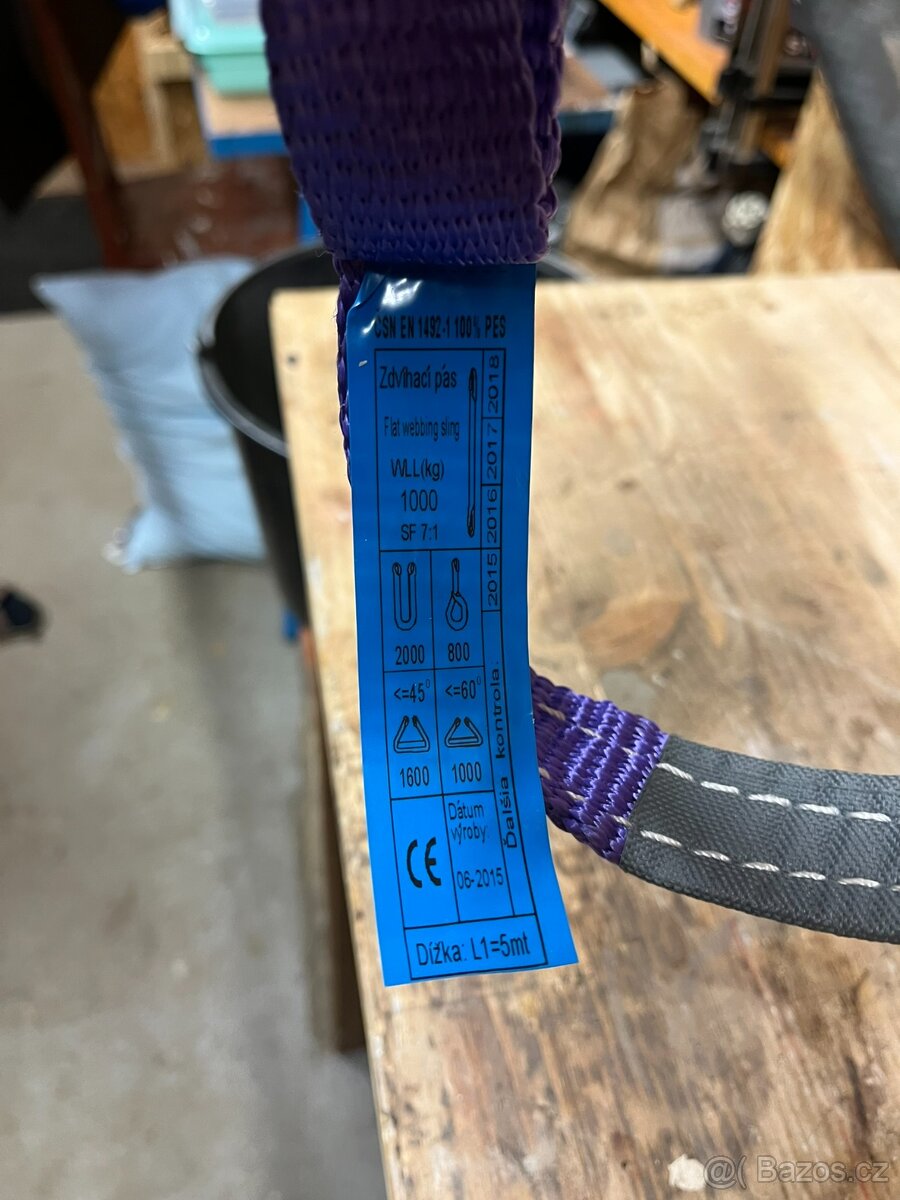 ČSN EN 1492-1 100% PES
Zdvíhací pás
Flat webbing sling
WLL(kg)
1000
SF 7:1
2000
800
<=45°
<=60°
1600
1000
CE
Dátum
výroby:
06-2015
Ďalšia kontrola: 2015 2016 2017 2018
Dížka: L1=5mt
@( Bazos.cz